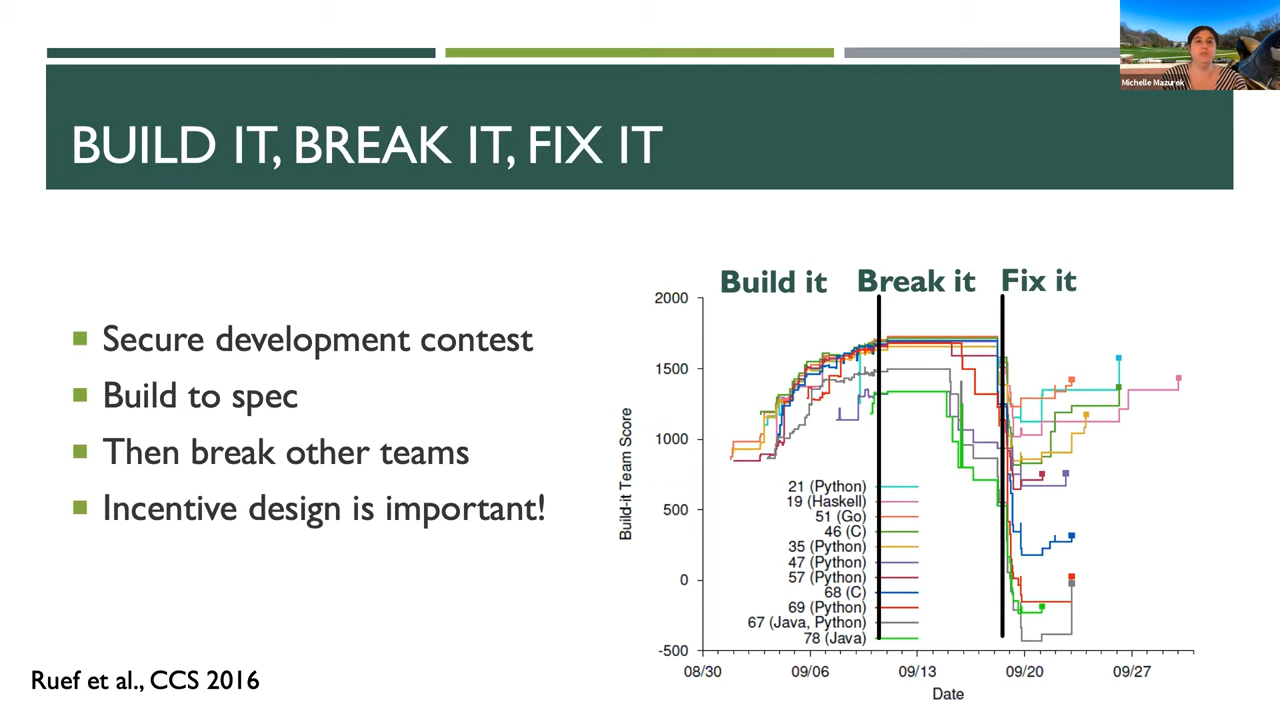 Michelle Mazurek
BUILD IT, BREAK IT, FIX IT
Secure development contest
Build to spec
Then break other teams
Incentive design is important!
Build it Break it Fix it
2000
1500
1000
500
0
-500
Build-it Team Score
21 (Python)
19 (Haskell)
51 (Go)
46 (C)
35 (Python)
47 (Python)
57 (Python)
68 (C)
69 (Python)
67 (Java, Python)
78 (Java)
08/30 09/06 09/13 09/20 09/27
Date
Ruef et al., CCS 2016